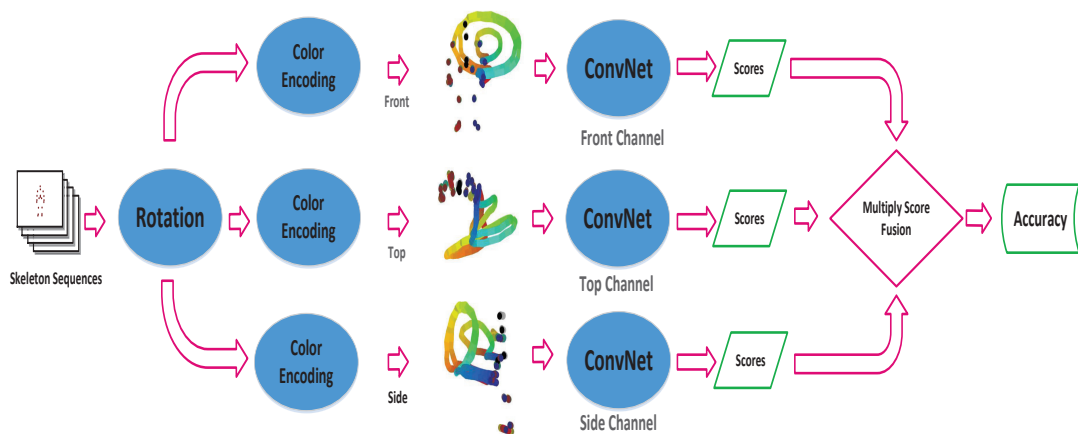 Color
Encoding
Front
ConvNet
Front Channel
Scores
Skeleton Sequences
Rotation
Color
Encoding
Top
ConvNet
Top Channel
Scores
Multiply Score
Fusion
Accuracy
Color
Encoding
Side
ConvNet
Side Channel
Scores